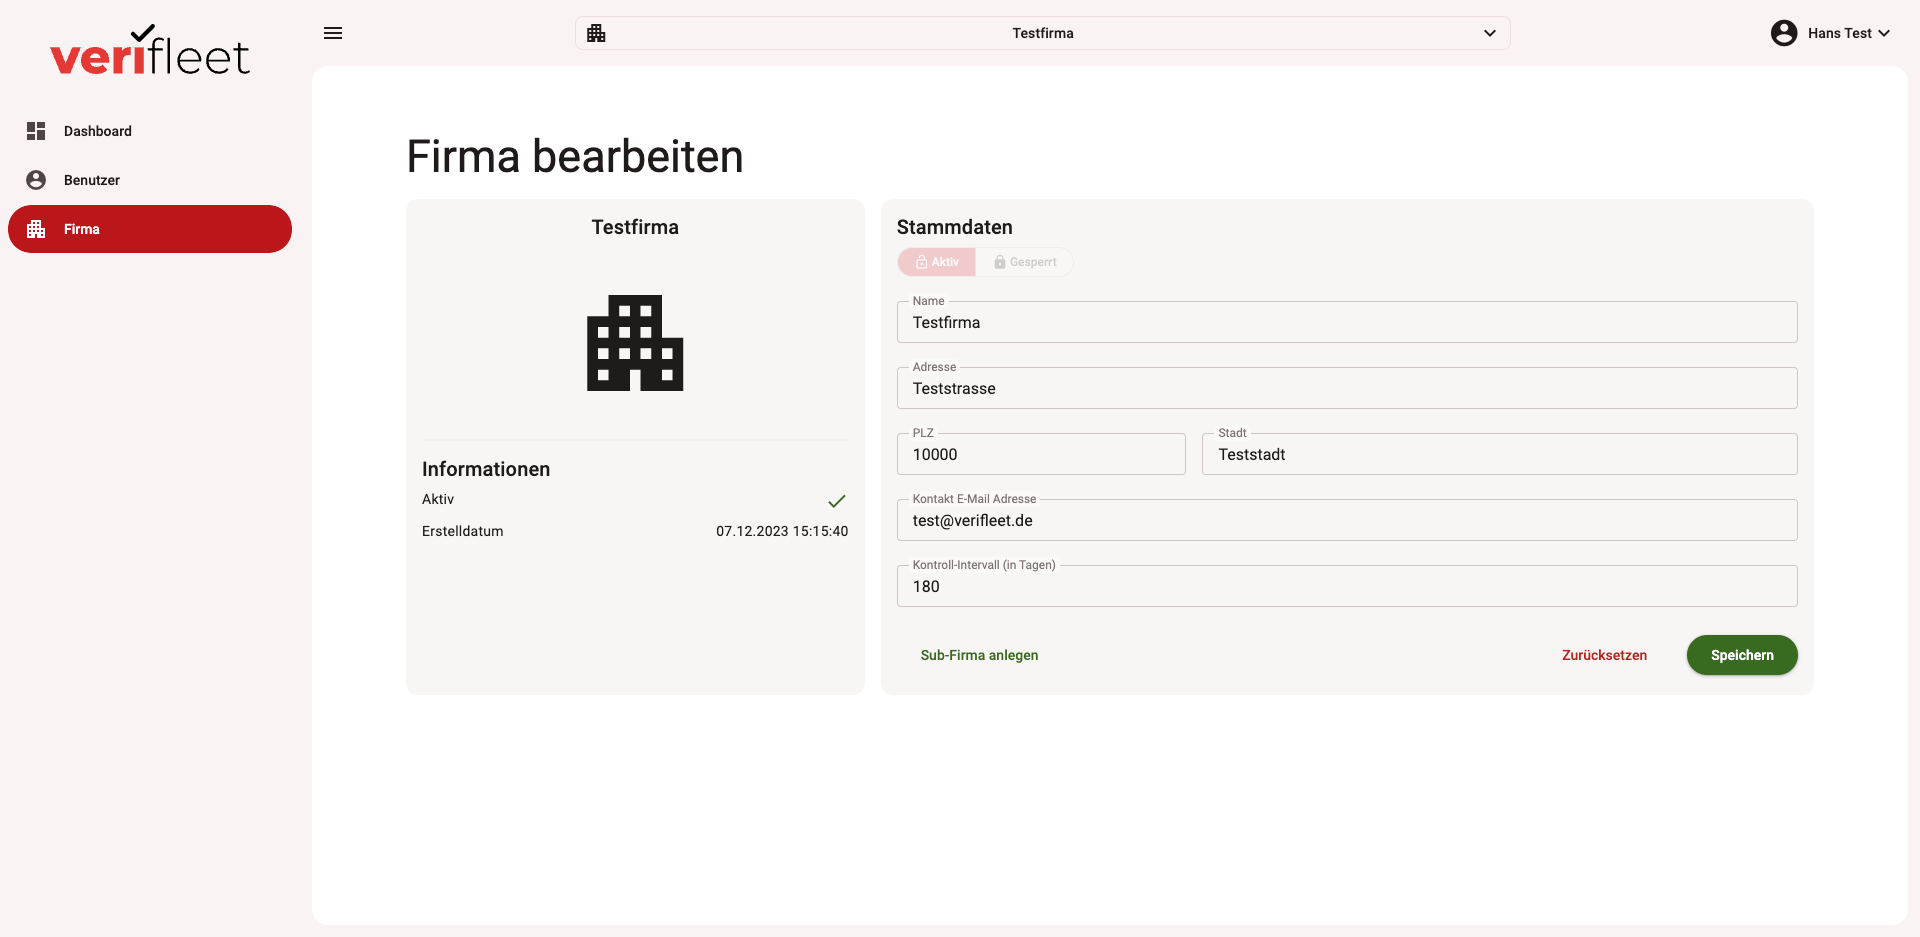 verifleet
Testfirma
Hans Test
Dashboard
Benutzer
Firma
Firma bearbeiten
Testfirma
Informationen
Aktiv
Erstelldatum 07.12.2023 15:15:40
Stammdaten
Aktiv Gesperrt
Name
Testfirma
Adresse
Teststrasse
PLZ Stadt
10000 Teststadt
Kontakt E-Mail Adresse
test@verifleet.de
Kontroll-Intervall (in Tagen)
180
Sub-Firma anlegen Zurücksetzen Speichern